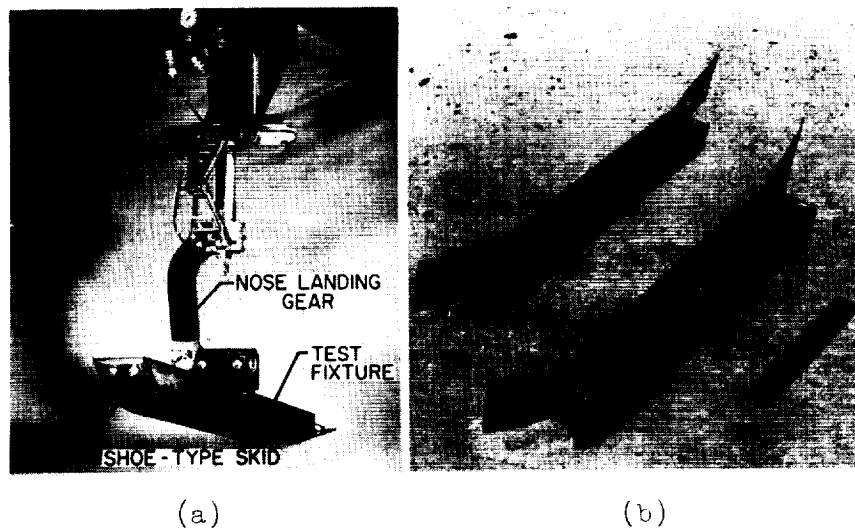 NOSE LANDING
GEAR
TEST
FIXTURE
SHOE-TYPE SKID
(a)
(b)